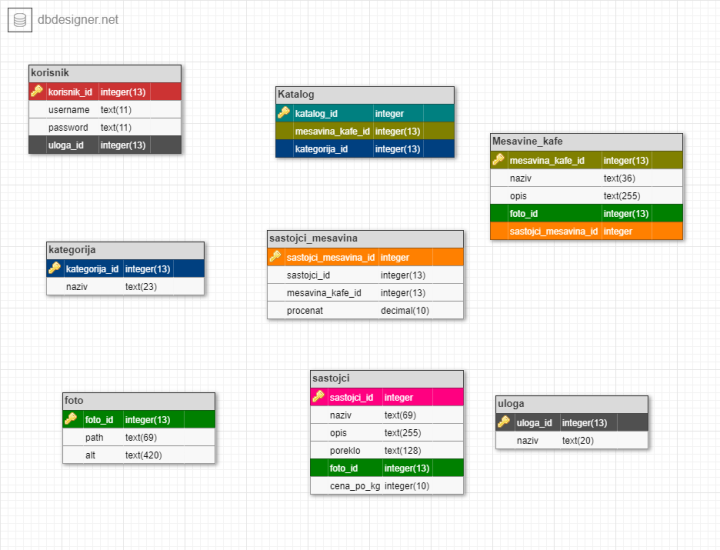 dbdesigner.net
korisnik
korisnik_id integer(13)
username text(11)
password text(11)
uloga_id integer(13)
Katalog
katalog_id integer
mesavina_kafe_id integer(13)
kategorija_id integer(13)
Mesavine_kafe
mesavina_kafe_id integer(13)
naziv text(36)
opis text(255)
foto_id integer(13)
sastojci_mesavina_id integer
kategorija
kategorija_id integer(13)
naziv text(23)
sastojci_mesavina
sastojci_mesavina_id integer
sastojci_id integer(13)
mesavina_kafe_id integer(13)
procenat decimal(10)
foto
foto_id integer(13)
path text(69)
alt text(420)
sastojci
sastojci_id integer
naziv text(69)
opis text(255)
poreklo text(128)
foto_id integer(13)
cena_po_kg integer(10)
uloga
uloga_id integer(13)
naziv text(20)